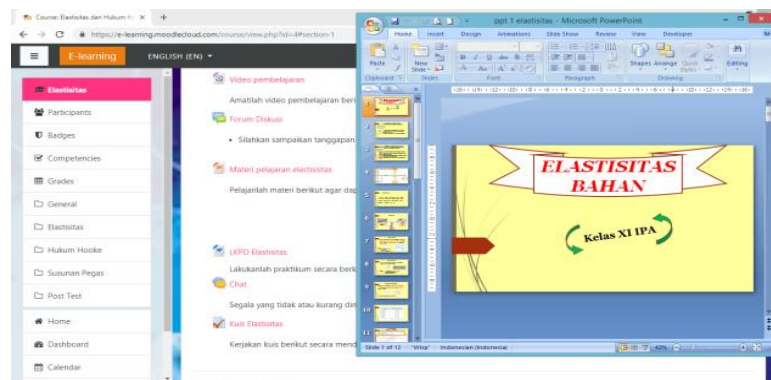 Course: Elastisitas dan Hukum H
https://e-learning.moodlecloud.com/course/view.php?id=4#section-1
E-learning
ENGLISH (EN)
Elastisitas
Participants
Badges
Competencies
Grades
General
Elastisitas
Hukum Hooke
Susunan Pegas
Post Test
Home
Dashboard
Calendar
Video pembelajaran
Amatilah video pembelajaran beri
Forum Diskusi
Silahkan sampaikan tanggapan
Materi pelajaran elastisitas
Pelajarilah materi berikut agar dap
LKPD Elastisitas
Lakukanlah praktikum secara berk
Chat
Segala yang tidak atau kurang dim
Kuis Elastisitas
Kerjakan kuis berikut secara mend
ppt 1 elastisitas - Microsoft PowerPoint
Home Insert Design Animations Slide Show Review View Developer
Paste
New Slide
Shapes Arrange Quick Styles
Editing
Clipboard Slides Font Paragraph Drawing
ELASTISITAS
BAHAN
Kelas XI IPA
Slide 1 of 12 "Wisp" Indonesian (Indonesia) 42%